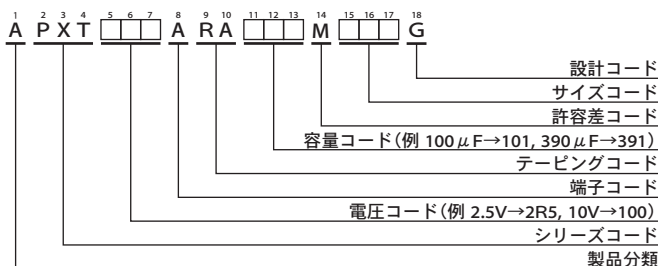 1 2 3 4 5 6 7 8 9 10 11 12 13 14 15 16 17 18
A P X T □□□ A R A □□□ M □□□ G
設計コード
サイズコード
許容差コード
容量コード（例 100μF→101, 390μF→391）
テーピングコード
端子コード
電圧コード（例 2.5V→2R5, 10V→100）
シリーズコード
製品分類